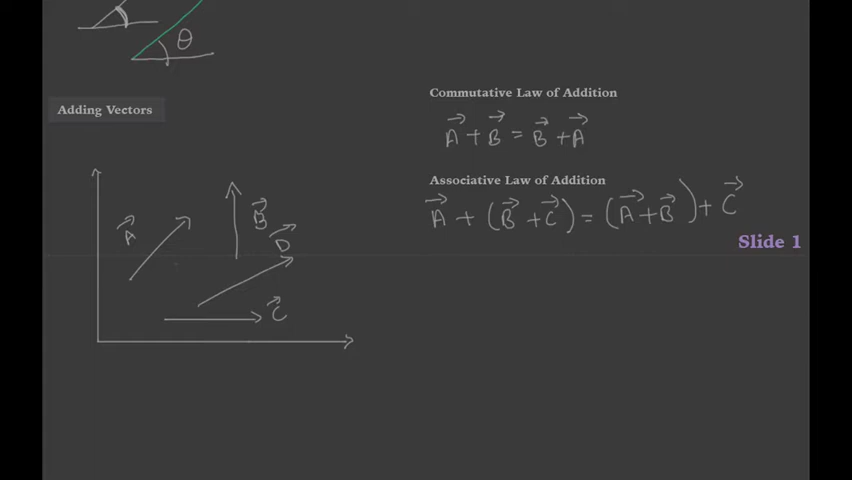 θ
Adding Vectors
A⃗
B⃗
D⃗
C⃗
Commutative Law of Addition
A⃗ + B⃗ = B⃗ + A⃗
Associative Law of Addition
A⃗ + (B⃗ + C⃗) = (A⃗ + B⃗) + C⃗
Slide 1